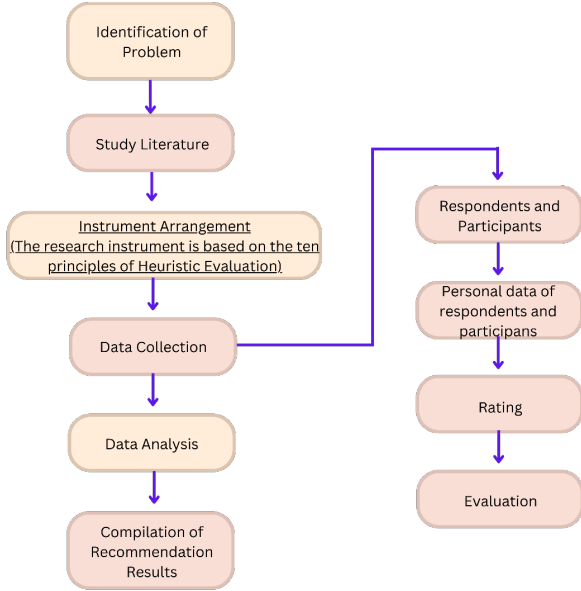 Identification of
Problem
Study Literature
Instrument Arrangement
(The research instrument is based on the ten
principles of Heuristic Evaluation)
Data Collection
Data Analysis
Compilation of
Recommendation
Results
Respondents and
Participants
Personal data of
respondents and
participans
Rating
Evaluation